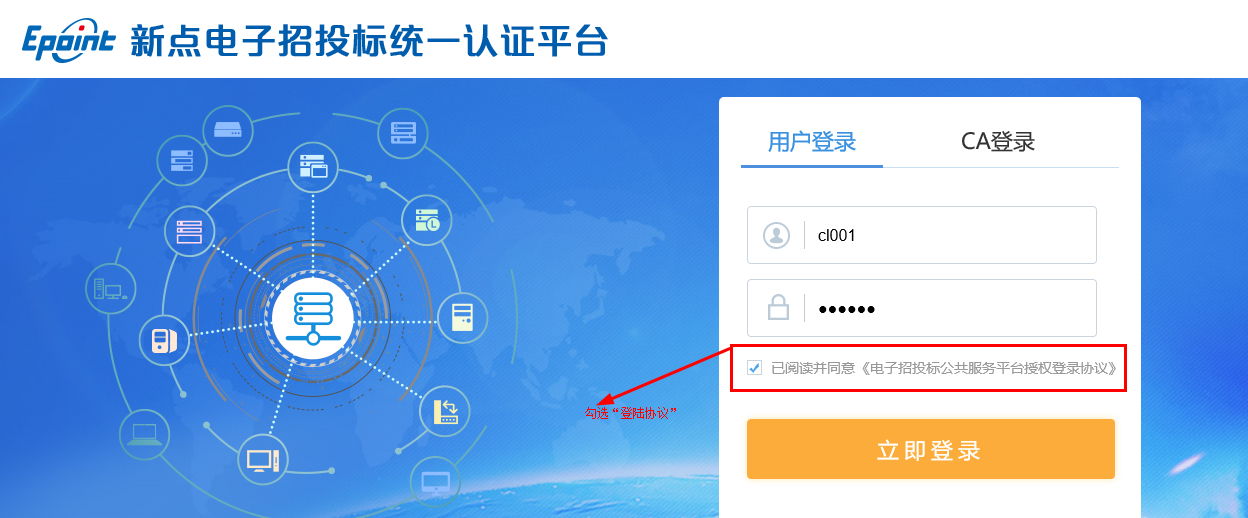 Epoint 新点电子招投标统一认证平台
用户登录 CA登录
cl001
●●●●●●
已阅读并同意《电子招投标公共服务平台授权登录协议》
勾选“登陆协议”
立即登录